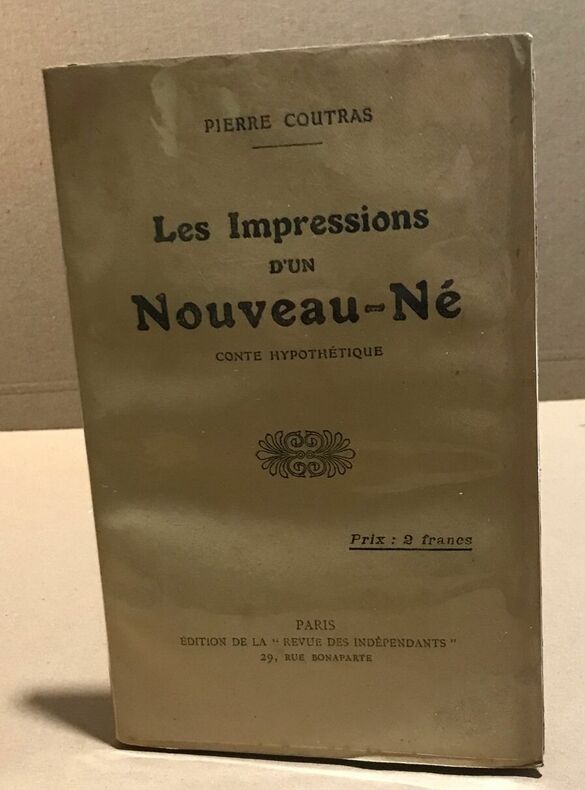 PIERRE COUTRAS
Les Impressions
D'UN
Nouveau-Né
CONTE HYPOTHÉTIQUE
Prix : 2 francs
PARIS
ÉDITION DE LA " REVUE DES INDÉPENDANTS "
29, RUE BONAPARTE